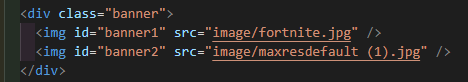 <div class="banner">
<img id="banner1" src="image/fortnite.jpg" />
<img id="banner2" src="image/maxresdefault (1).jpg" />
</div>